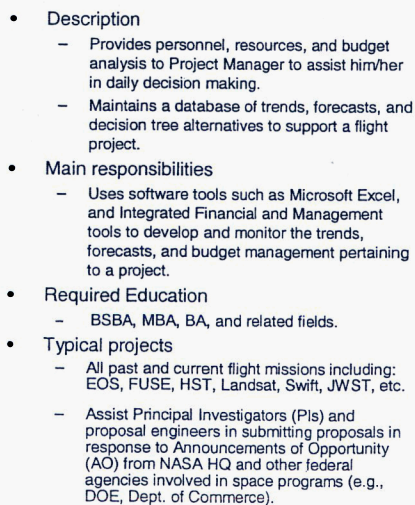 • Description
– Provides personnel, resources, and budget
analysis to Project Manager to assist him/her
in daily decision making.
– Maintains a database of trends, forecasts, and
decision tree alternatives to support a flight
project.
• Main responsibilities
– Uses software tools such as Microsoft Excel,
and Integrated Financial and Management
tools to develop and monitor the trends,
forecasts, and budget management pertaining
to a project.
• Required Education
– BSBA, MBA, BA, and related fields.
• Typical projects
– All past and current flight missions including:
EOS, FUSE, HST, Landsat, Swift, JWST, etc.
– Assist Principal Investigators (PIs) and
proposal engineers in submitting proposals in
response to Announcements of Opportunity
(AO) from NASA HQ and other federal
agencies involved in space programs (e.g.,
DOE, Dept. of Commerce).